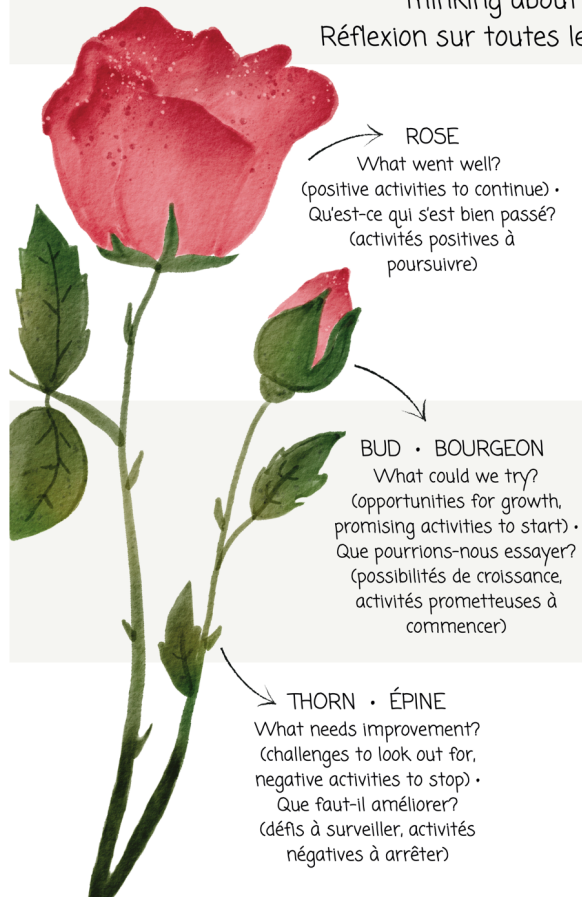 Thinking about
Réflexion sur toutes le
ROSE
What went well?
(positive activities to continue) •
Qu'est-ce qui s'est bien passé?
(activités positives à
poursuivre)
BUD • BOURGEON
What could we try?
(opportunities for growth,
promising activities to start) •
Que pourrions-nous essayer?
(possibilités de croissance,
activités prometteuses à
commencer)
THORN • ÉPINE
What needs improvement?
(challenges to look out for,
negative activities to stop) •
Que faut-il améliorer?
(défis à surveiller, activités
négatives à arrêter)